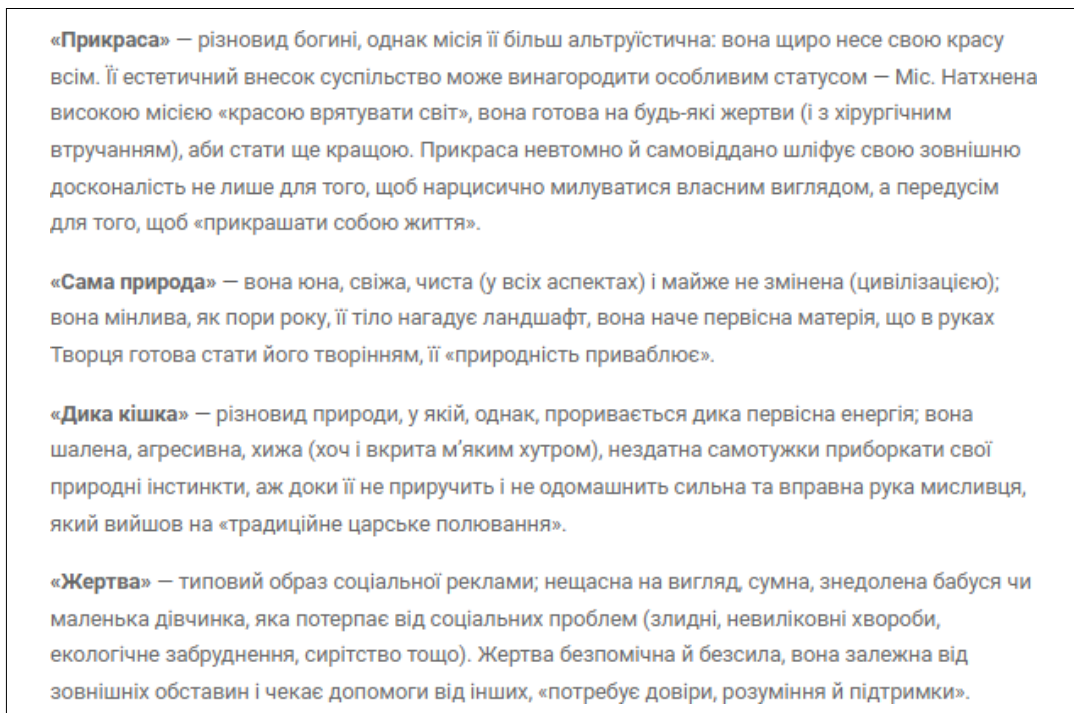 «Прикраса» — різновид богині, однак місія її більш альтруїстична: вона щиро несе свою красу
всім. Її естетичний внесок суспільство може винагородити особливим статусом — Міс. Натхнена
високою місією «красою врятувати світ», вона готова на будь-які жертви (і з хірургічним
втручанням), аби стати ще кращою. Прикраса невтомно й самовіддано шліфує свою зовнішню
досконалість не лише для того, щоб нарцисично милуватися власним виглядом, а передусім
для того, щоб «прикрашати собою життя».
«Сама природа» — вона юна, свіжа, чиста (у всіх аспектах) і майже не змінена (цивілізацією);
вона мінлива, як пори року, її тіло нагадує ландшафт, вона наче первісна матерія, що в руках
Творця готова стати його творінням, її «природність приваблює».
«Дика кішка» — різновид природи, у якій, однак, проривається дика первісна енергія; вона
шалена, агресивна, хижа (хоч і вкрита м’яким хутром), нездатна самотужки приборкати свої
природні інстинкти, аж доки її не приручить і не одомашнить сильна та вправна рука мисливця,
який вийшов на «традиційне царське полювання».
«Жертва» — типовий образ соціальної реклами; нещасна на вигляд, сумна, знедолена бабуся чи
маленька дівчинка, яка потерпає від соціальних проблем (злидні, невиліковні хвороби,
екологічне забруднення, сирітство тощо). Жертва безпомічна й безсила, вона залежна від
зовнішніх обставин і чекає допомоги від інших, «потребує довіри, розуміння й підтримки».